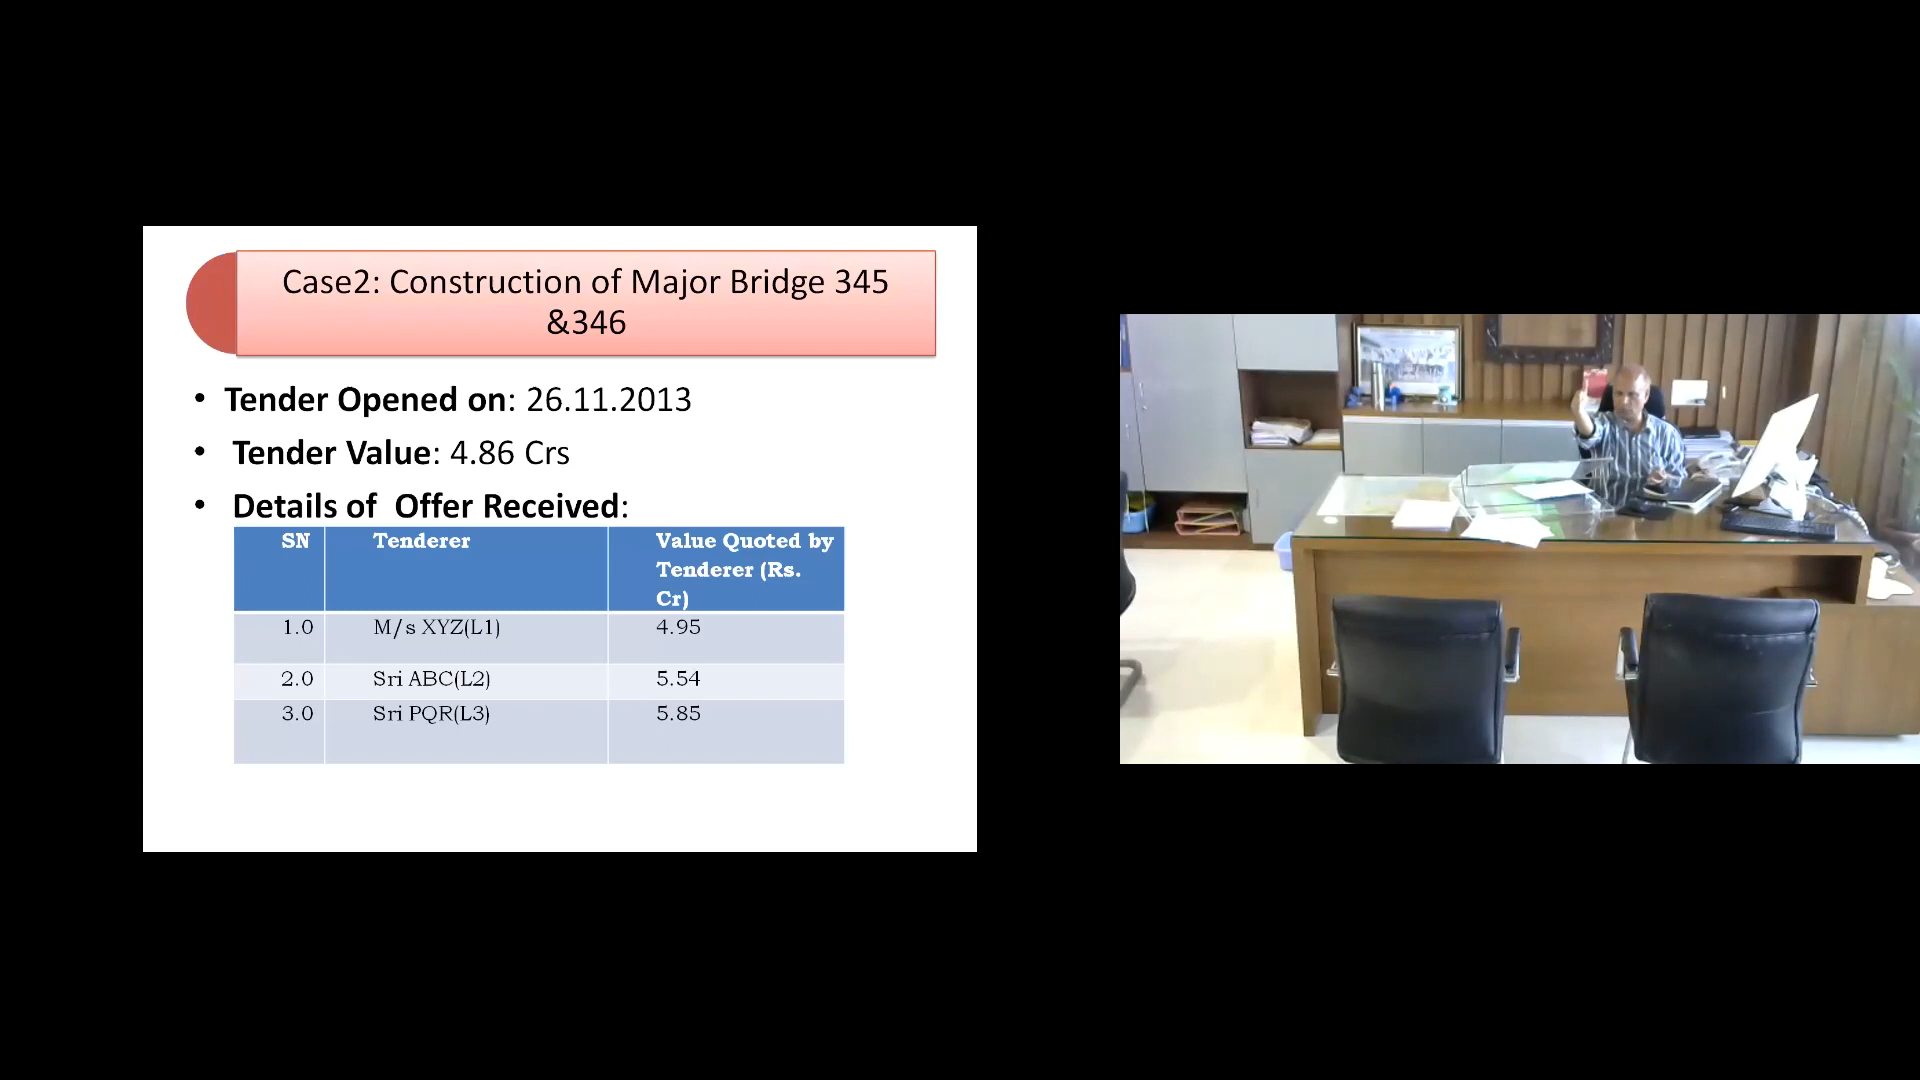 Case2: Construction of Major Bridge 345
&346
• Tender Opened on: 26.11.2013
• Tender Value: 4.86 Crs
• Details of Offer Received:
SN Tenderer Value Quoted by
Tenderer (Rs.
Cr)
1.0 M/s XYZ(L1) 4.95
2.0 Sri ABC(L2) 5.54
3.0 Sri PQR(L3) 5.85